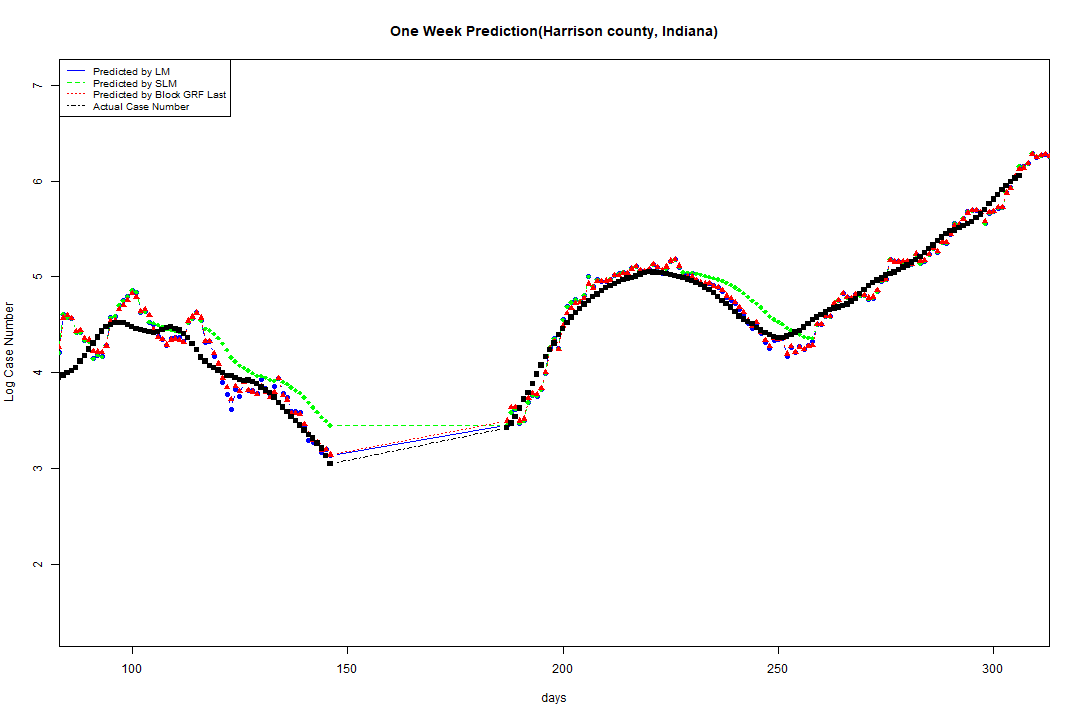 One Week Prediction(Harrison county, Indiana)
Predicted by LM
Predicted by SLM
Predicted by Block GRF Last
Actual Case Number
7
6
5
4
3
2
Log Case Number
100
150
200
250
300
days